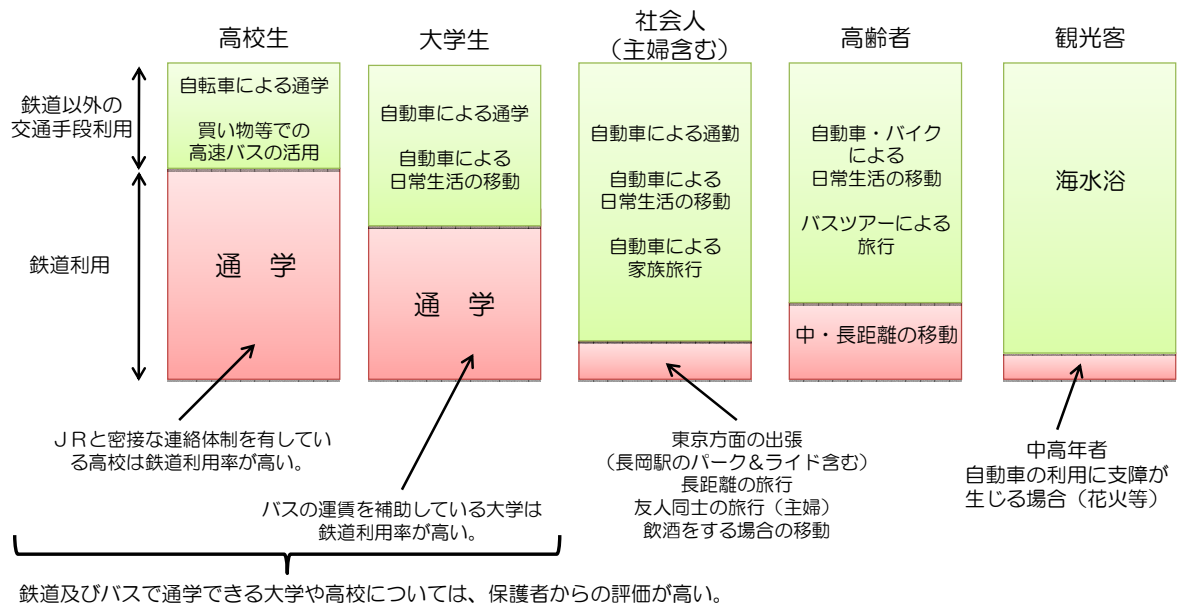 高校生
大学生
社会人
（主婦含む）
高齢者
観光客
鉄道以外の
交通手段利用
鉄道利用
自転車による通学
買い物等での
高速バスの活用
通　学
自動車による通学
自動車による
日常生活の移動
通　学
自動車による通勤
自動車による
日常生活の移動
自動車による
家族旅行
自動車・バイク
による
日常生活の移動
バスツアーによる
旅行
中・長距離の移動
海水浴
ＪＲと密接な連絡体制を有してい
る高校は鉄道利用率が高い。
バスの運賃を補助している大学は
鉄道利用率が高い。
東京方面の出張
（長岡駅のパーク＆ライド含む）
長距離の旅行
友人同士の旅行（主婦）
飲酒をする場合の移動
中高年者
自動車の利用に支障が
生じる場合（花火等）
鉄道及びバスで通学できる大学や高校については、保護者からの評価が高い。